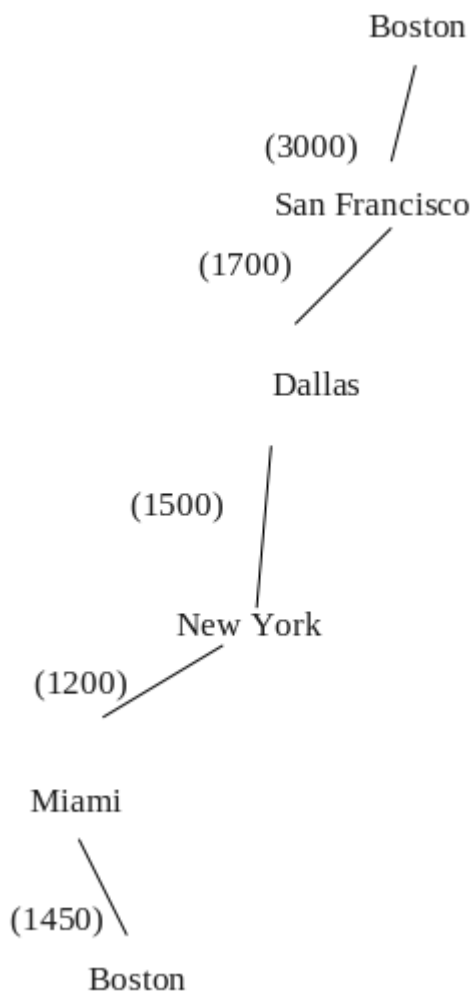 Boston
(3000)
San Francisco
(1700)
Dallas
(1500)
New York
(1200)
Miami
(1450)
Boston